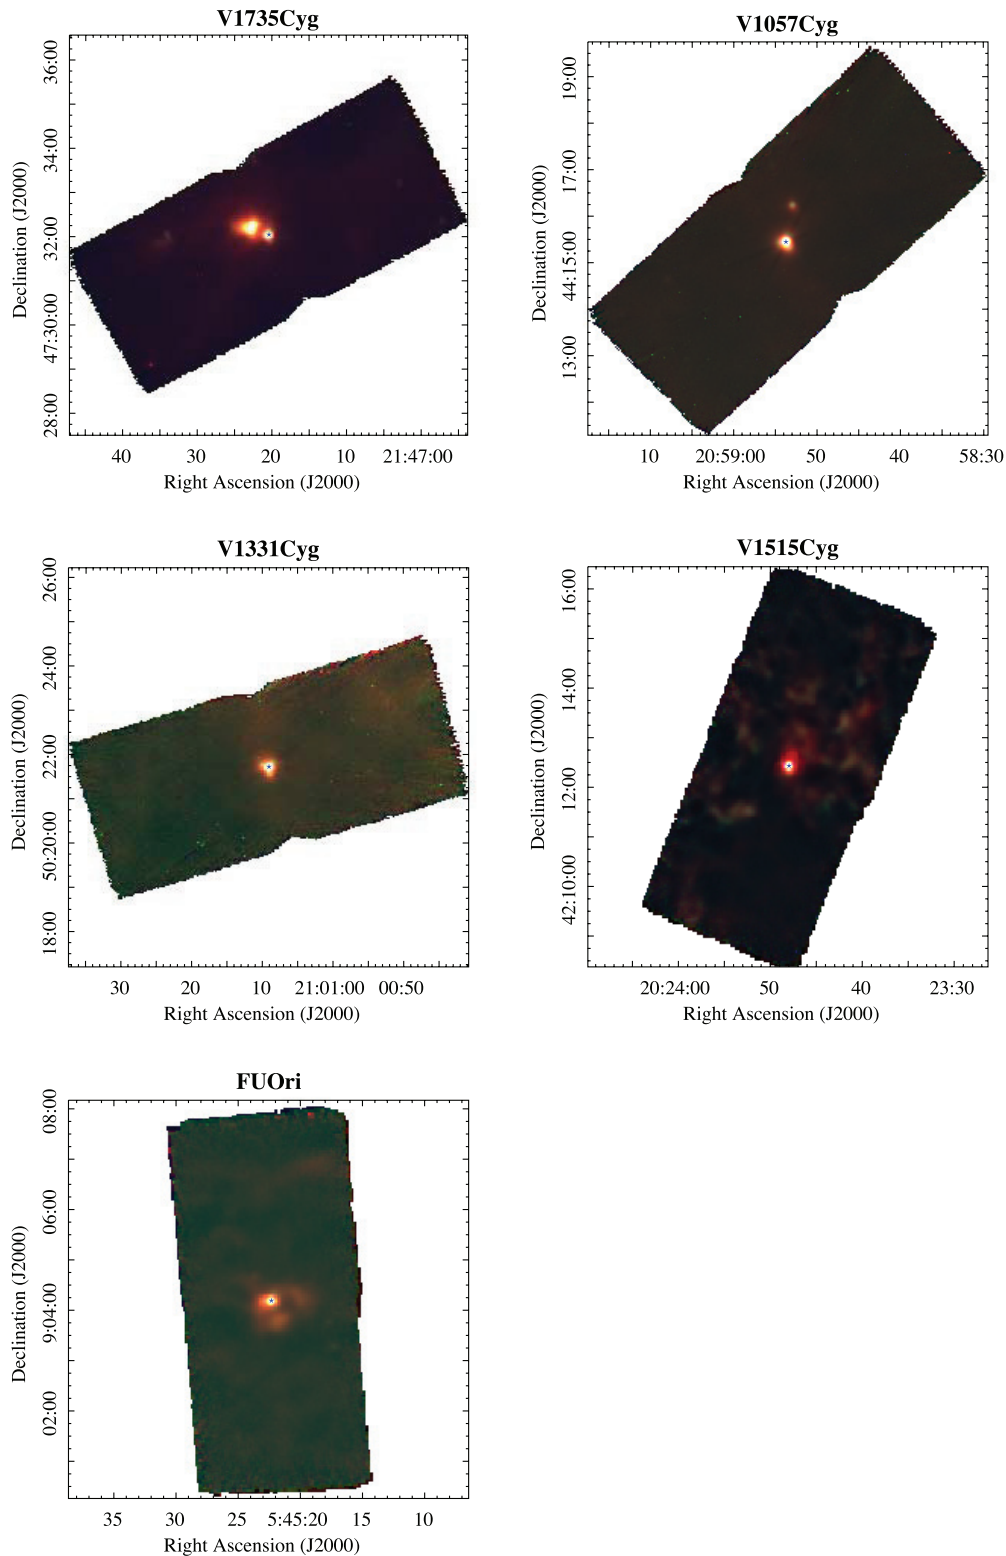 V1735Cyg
Declination (J2000)
36:00
34:00
32:00
47:30:00
28:00
40 30 20 10 21:47:00
Right Ascension (J2000)
V1057Cyg
Declination (J2000)
19:00
17:00
44:15:00
13:00
10 20:59:00 50 40 58:30
Right Ascension (J2000)
V1331Cyg
Declination (J2000)
26:00
24:00
22:00
50:20:00
18:00
30 20 10 21:01:00 00:50
Right Ascension (J2000)
V1515Cyg
Declination (J2000)
16:00
14:00
12:00
42:10:00
20:24:00 50 40 23:30
Right Ascension (J2000)
FUOri
Declination (J2000)
08:00
06:00
9:04:00
02:00
35 30 25 5:45:20 15 10
Right Ascension (J2000)